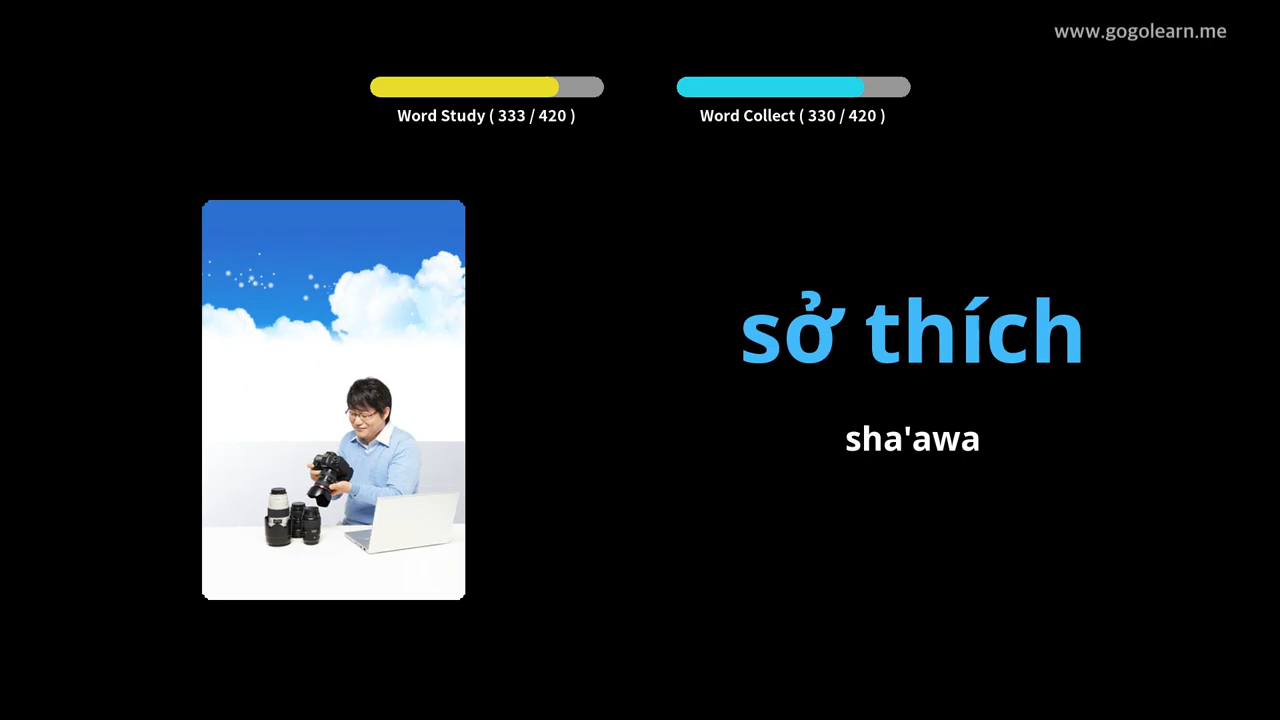 www.gogolearn.me
Word Study ( 333 / 420 )
Word Collect ( 330 / 420 )
sở thích
sha'awa